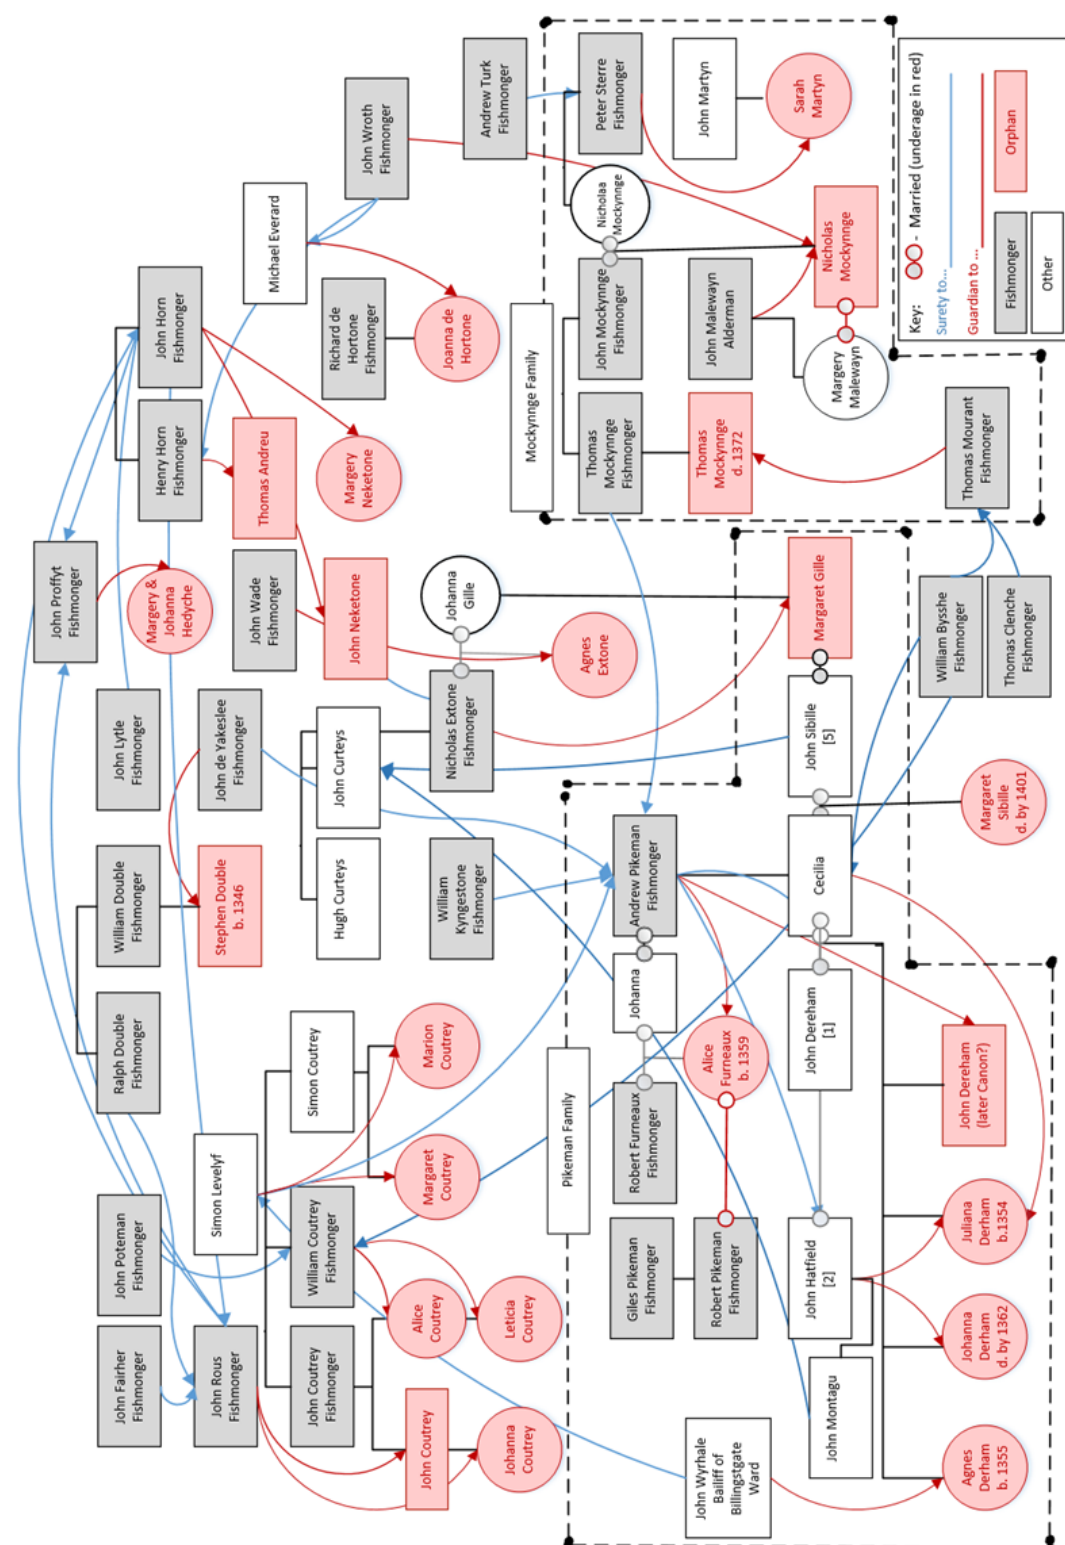 John Proffyt
Fishmonger
John Fairher
Fishmonger
John Poteman
Fishmonger
Ralph Double
Fishmonger
William Double
Fishmonger
John Lytle
Fishmonger
Margery &
Johanna
Hedyche
Henry Horn
Fishmonger
John Horn
Fishmonger
John Rous
Fishmonger
Simon Levelyf
Stephen Double
b. 1346
John de Yakeslee
Fishmonger
John Wade
Fishmonger
Thomas Andreu
Michael Everard
John Coutrey
Fishmonger
William Coutrey
Fishmonger
Simon Coutrey
Hugh Curteys
John Curteys
John Neketone
Margery
Neketone
Richard de
Hortone
Fishmonger
John Wroth
Fishmonger
John Coutrey
Alice
Coutrey
Margaret
Coutrey
Marion
Coutrey
William
Kyngestone
Fishmonger
Nicholas Extone
Fishmonger
Johanna
Gille
Joanna de
Hortone
Andrew Turk
Fishmonger
Johanna
Coutrey
Leticia
Coutrey
Agnes
Extone
Mockynnge Family
Pikeman Family
Giles Pikeman
Fishmonger
Robert Furneaux
Fishmonger
Johanna
Andrew Pikeman
Fishmonger
Thomas
Mockynnge
Fishmonger
John Mockynnge
Fishmonger
Nicholaa
Mockynnge
Peter Sterre
Fishmonger
John Wyrhale
Bailiff of
Billingstgate
Ward
Robert Pikeman
Fishmonger
Alice
Furneaux
b. 1359
Thomas
Mockynnge
d. 1372
John Malewayn
Alderman
John Martyn
John Montagu
John Hatfield
[2]
John Dereham
[1]
Cecilia
John Sibille
[5]
Margaret Gille
Margery
Malewayn
Nicholas
Mockynnge
Sarah
Martyn
Agnes
Derham
b. 1355
Johanna
Derham
d. by 1362
Juliana
Derham
b.1354
John Dereham
(later Canon?)
Margaret
Sibille
d. by 1401
William Bysshe
Fishmonger
Thomas Clenche
Fishmonger
Thomas Mourant
Fishmonger
Key:
- Married (underage in red)
Surety to...
Guardian to ...
Fishmonger
Orphan
Other